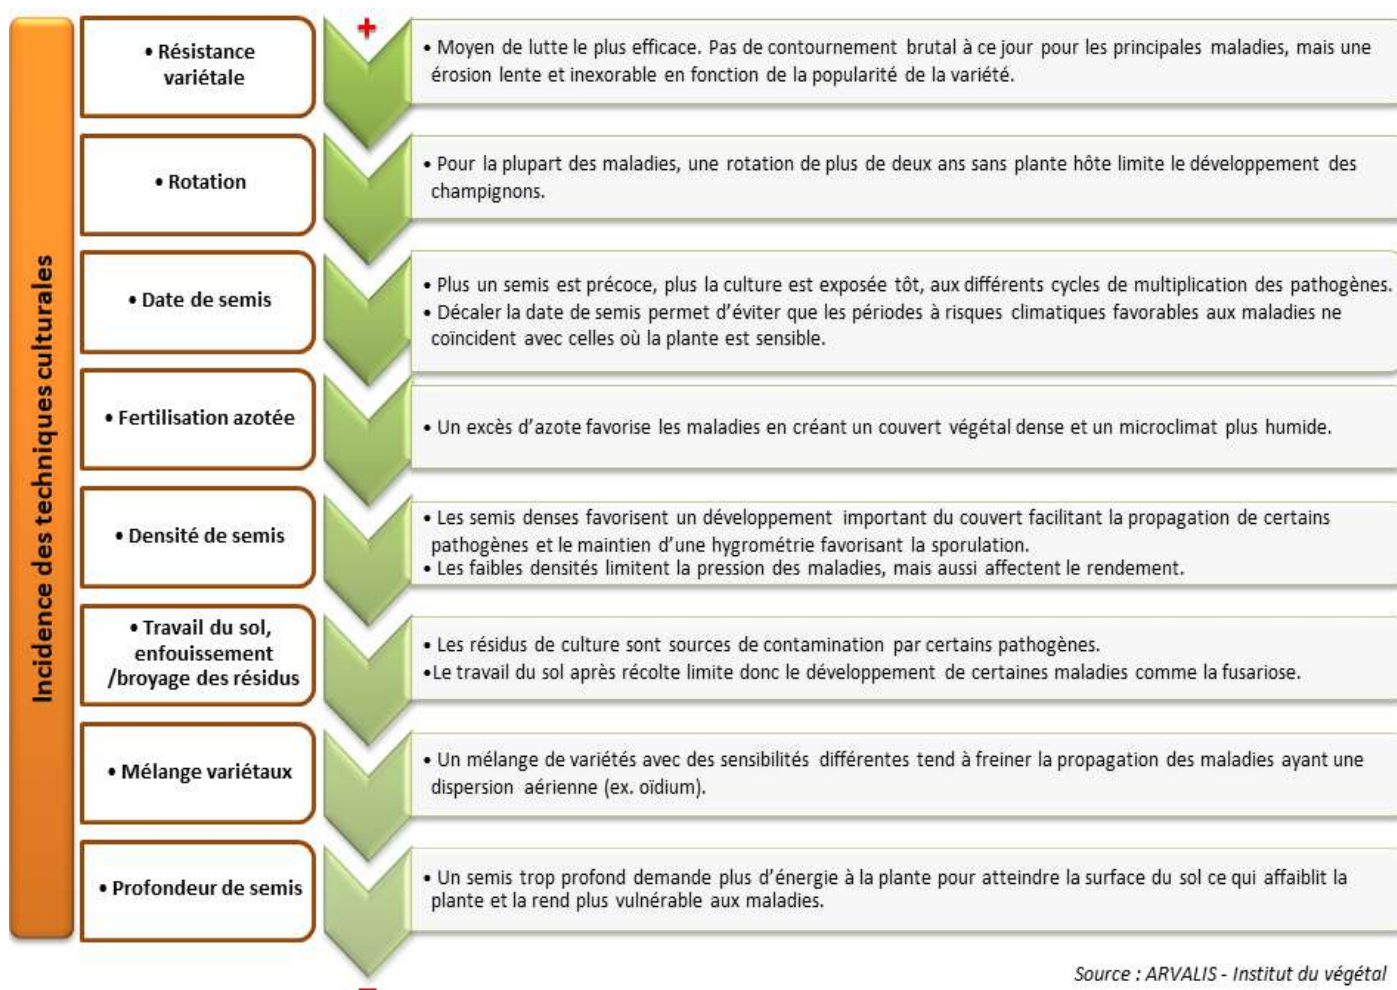 Incidence des techniques culturales
+
• Résistance
variétale
• Moyen de lutte le plus efficace. Pas de contournement brutal à ce jour pour les principales maladies, mais une
érosion lente et inexorable en fonction de la popularité de la variété.
• Rotation
• Pour la plupart des maladies, une rotation de plus de deux ans sans plante hôte limite le développement des
champignons.
• Date de semis
• Plus un semis est précoce, plus la culture est exposée tôt, aux différents cycles de multiplication des pathogènes.
• Décaler la date de semis permet d'éviter que les périodes à risques climatiques favorables aux maladies ne
coïncident avec celles où la plante est sensible.
• Fertilisation azotée
• Un excès d'azote favorise les maladies en créant un couvert végétal dense et un microclimat plus humide.
• Densité de semis
• Les semis denses favorisent un développement important du couvert facilitant la propagation de certains
pathogènes et le maintien d'une hygrométrie favorisant la sporulation.
• Les faibles densités limitent la pression des maladies, mais aussi affectent le rendement.
• Travail du sol,
enfouissement
/broyage des résidus
• Les résidus de culture sont sources de contamination par certains pathogènes.
•Le travail du sol après récolte limite donc le développement de certaines maladies comme la fusariose.
• Mélange variétaux
• Un mélange de variétés avec des sensibilités différentes tend à freiner la propagation des maladies ayant une
dispersion aérienne (ex. oïdium).
• Profondeur de semis
• Un semis trop profond demande plus d'énergie à la plante pour atteindre la surface du sol ce qui affaiblit la
plante et la rend plus vulnérable aux maladies.
–
Source : ARVALIS - Institut du végétal